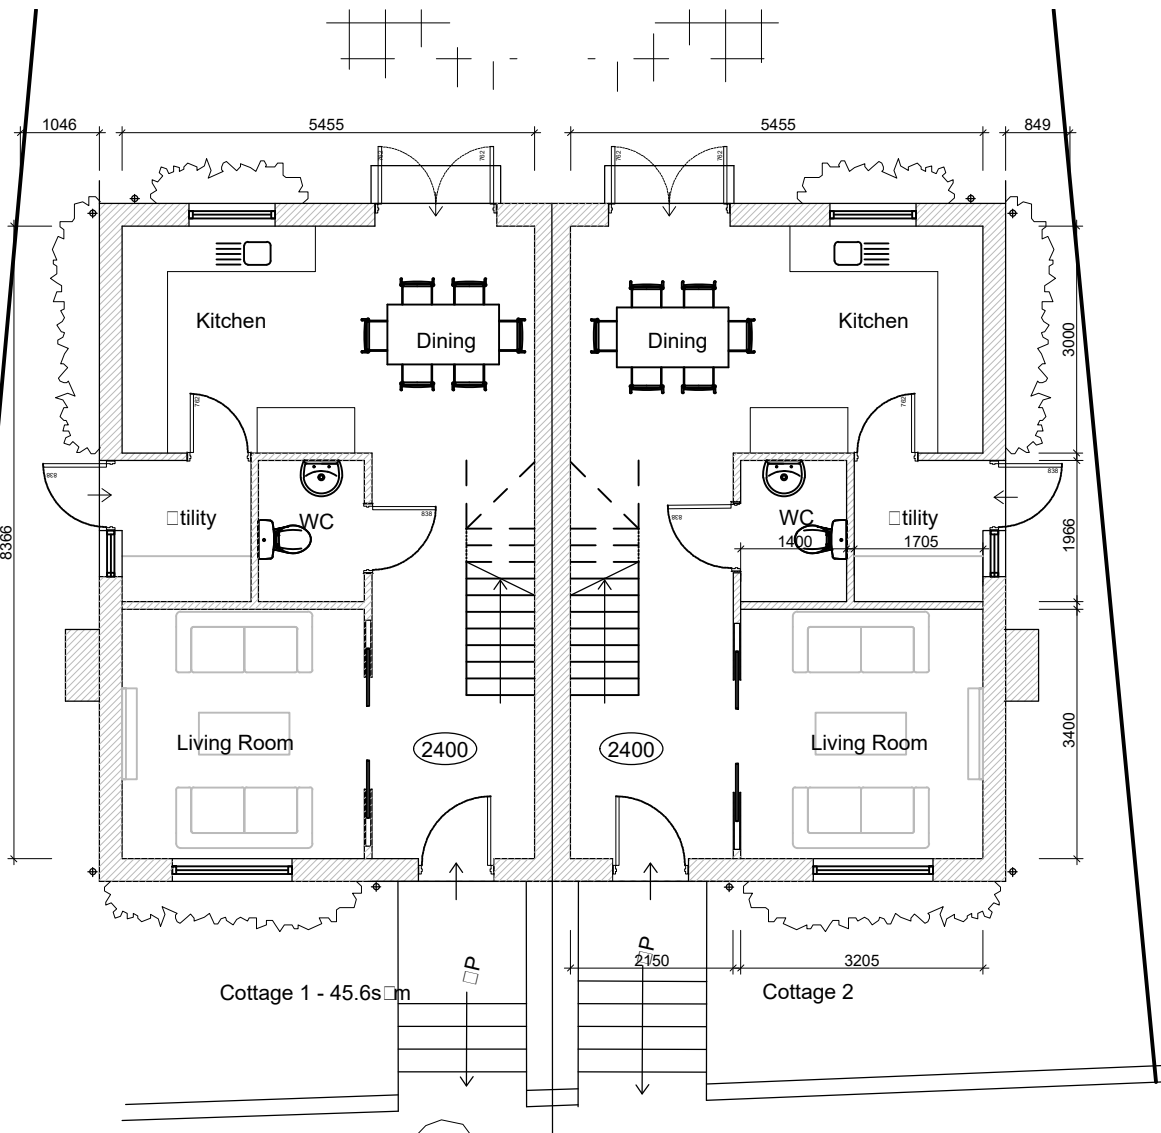 1046
5455
5455
849
762
762
762
762
Kitchen
Dining
Dining
Kitchen
3000
762
762
838
838
838
838
□tility
WC
WC
□tility
1400
1705
1966
8366
Living Room
2400
2400
Living Room
3400
□P
□P
2150
3205
Cottage 1 - 45.6s□m
Cottage 2